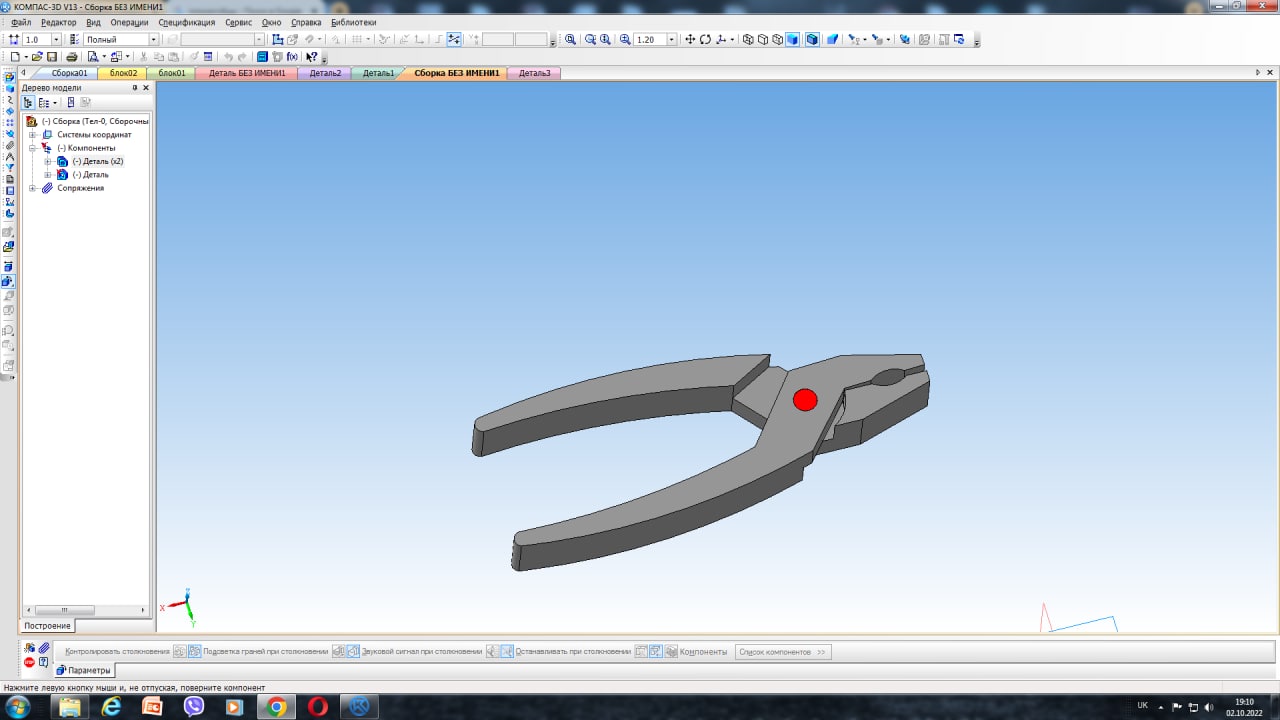 КОМПАС-3D V13 - Сборка БЕЗ ИМЕНИ1
Файл Редактор Вид Операции Спецификация Сервис Окно Справка Библиотеки
1.0 Полный 1.20
f(x)
Сборка01 блок02 блок01 Деталь БЕЗ ИМЕНИ1 Деталь2 Деталь1 Сборка БЕЗ ИМЕНИ1 Деталь3
Дерево модели
(-) Сборка (Тел-0, Сборочны
Системы координат
(-) Компоненты
(-) Деталь (x2)
(-) Деталь
Сопряжения
Z
X
Y
Построение
Контролировать столкновения Подсветка граней при столкновении Звуковой сигнал при столкновении Останавливать при столкновении Компоненты Список компонентов >>
STOP
Параметры
Нажмите левую кнопку мыши и, не отпуская, поверните компонент
UK 19:10
02.10.2022